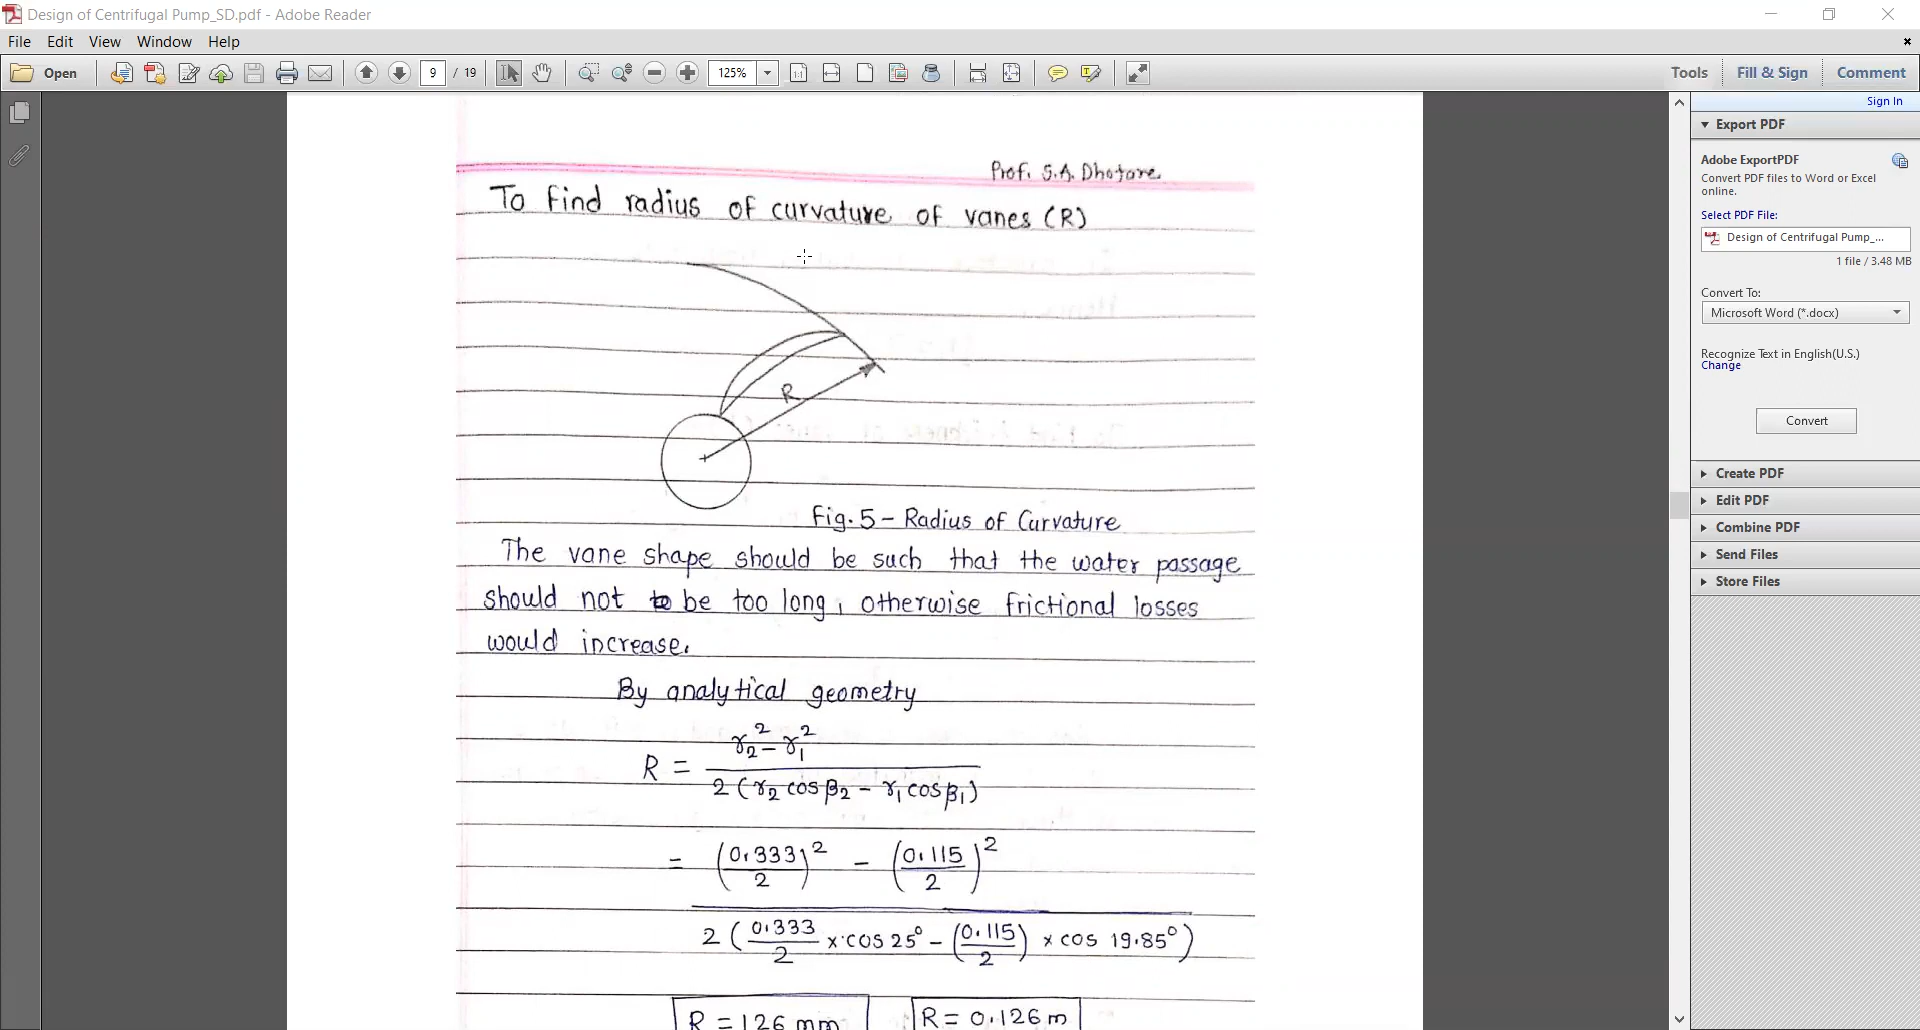 Design of Centrifugal Pump_SD.pdf - Adobe Reader
File Edit View Window Help
Open 9 / 19 125% Tools Fill & Sign Comment
Sign In
Export PDF
Adobe ExportPDF
Convert PDF files to Word or Excel
online.
Select PDF File:
Design of Centrifugal Pump_...
1 file / 3.48 MB
Convert To:
Microsoft Word (*.docx)
Recognize Text in English(U.S.)
Change
Convert
Create PDF
Edit PDF
Combine PDF
Send Files
Store Files
Prof. S.A. Dhotare
To find radius of curvature of vanes (R)
R
Fig. 5 – Radius of Curvature
The vane shape should be such that the water passage
should not be too long, otherwise frictional losses
would increase.
By analytical geometry
R = (r₂² – r₁²) / 2 (r₂ cos β₂ – r₁ cos β₁)
= (0.333/2)² – (0.115/2)² / 2 (0.333/2 × cos 25° – (0.115/2) × cos 19.85°)
R = 126 mm R = 0.126 m